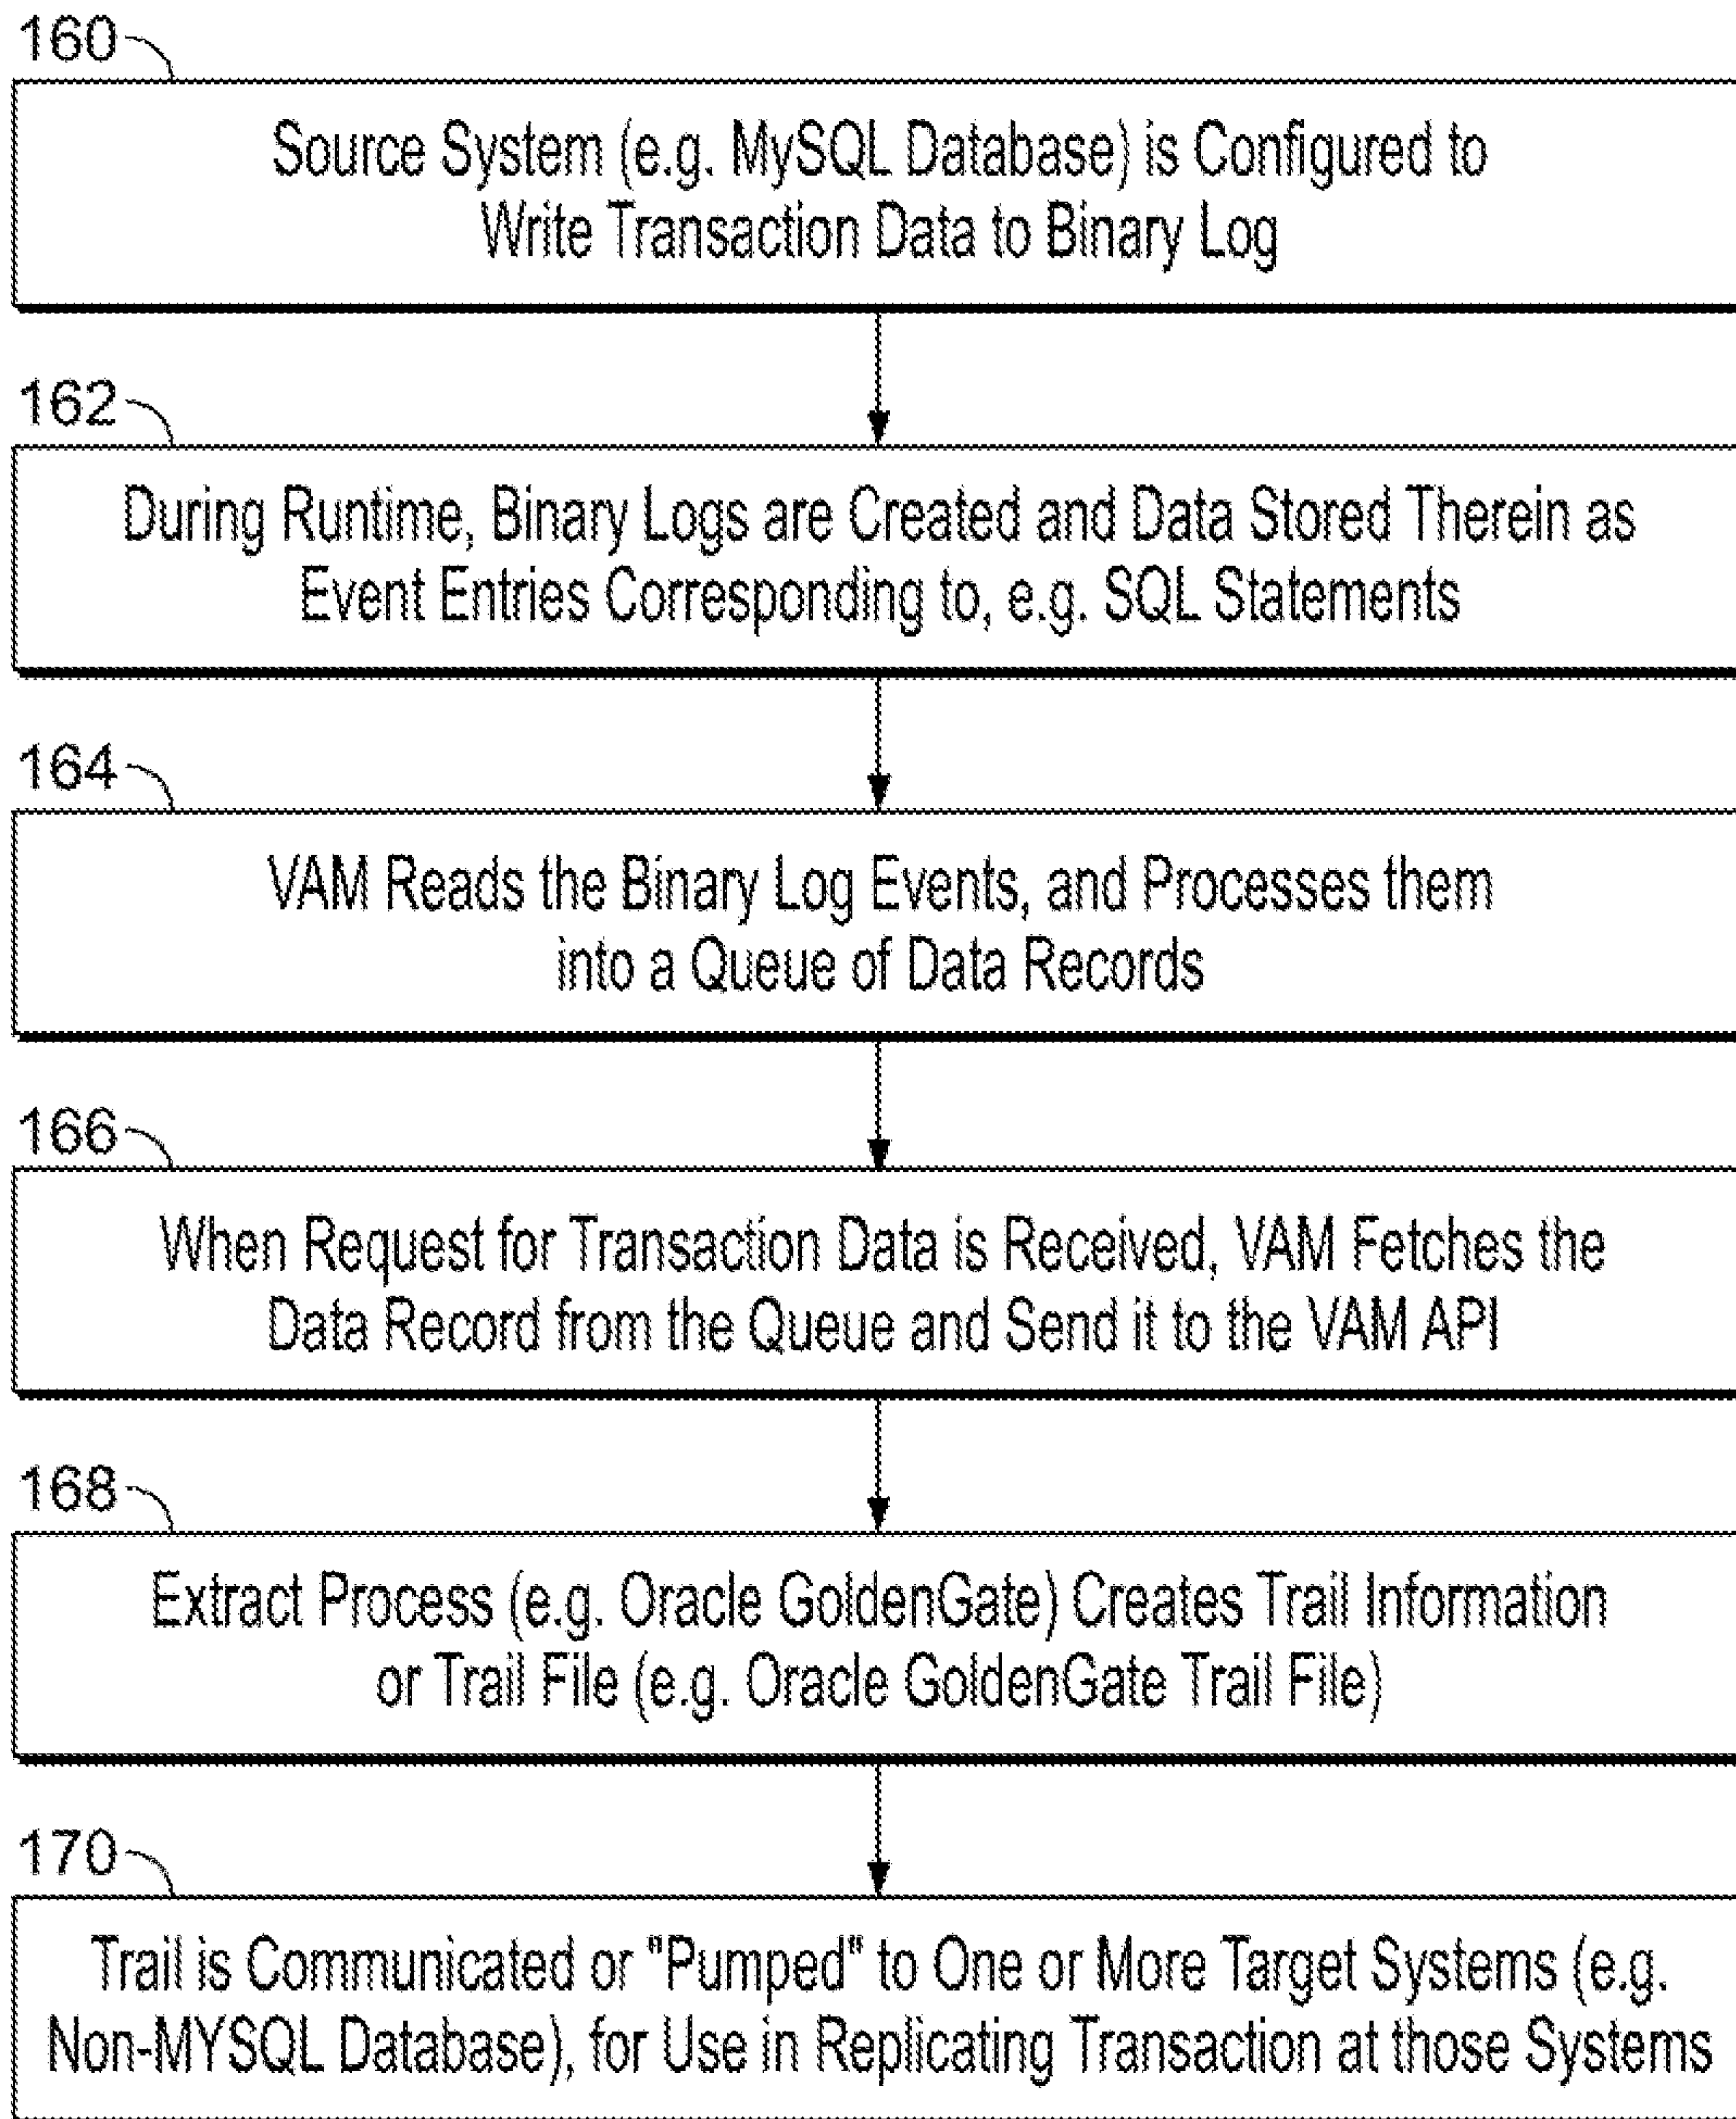 160
Source System (e.g. MySQL Database) is Configured to
Write Transaction Data to Binary Log
162
During Runtime, Binary Logs are Created and Data Stored Therein as
Event Entries Corresponding to, e.g. SQL Statements
164
VAM Reads the Binary Log Events, and Processes them
into a Queue of Data Records
166
When Request for Transaction Data is Received, VAM Fetches the
Data Record from the Queue and Send it to the VAM API
168
Extract Process (e.g. Oracle GoldenGate) Creates Trail Information
or Trail File (e.g. Oracle GoldenGate Trail File)
170
Trail is Communicated or "Pumped" to One or More Target Systems (e.g.
Non-MYSQL Database), for Use in Replicating Transaction at those Systems